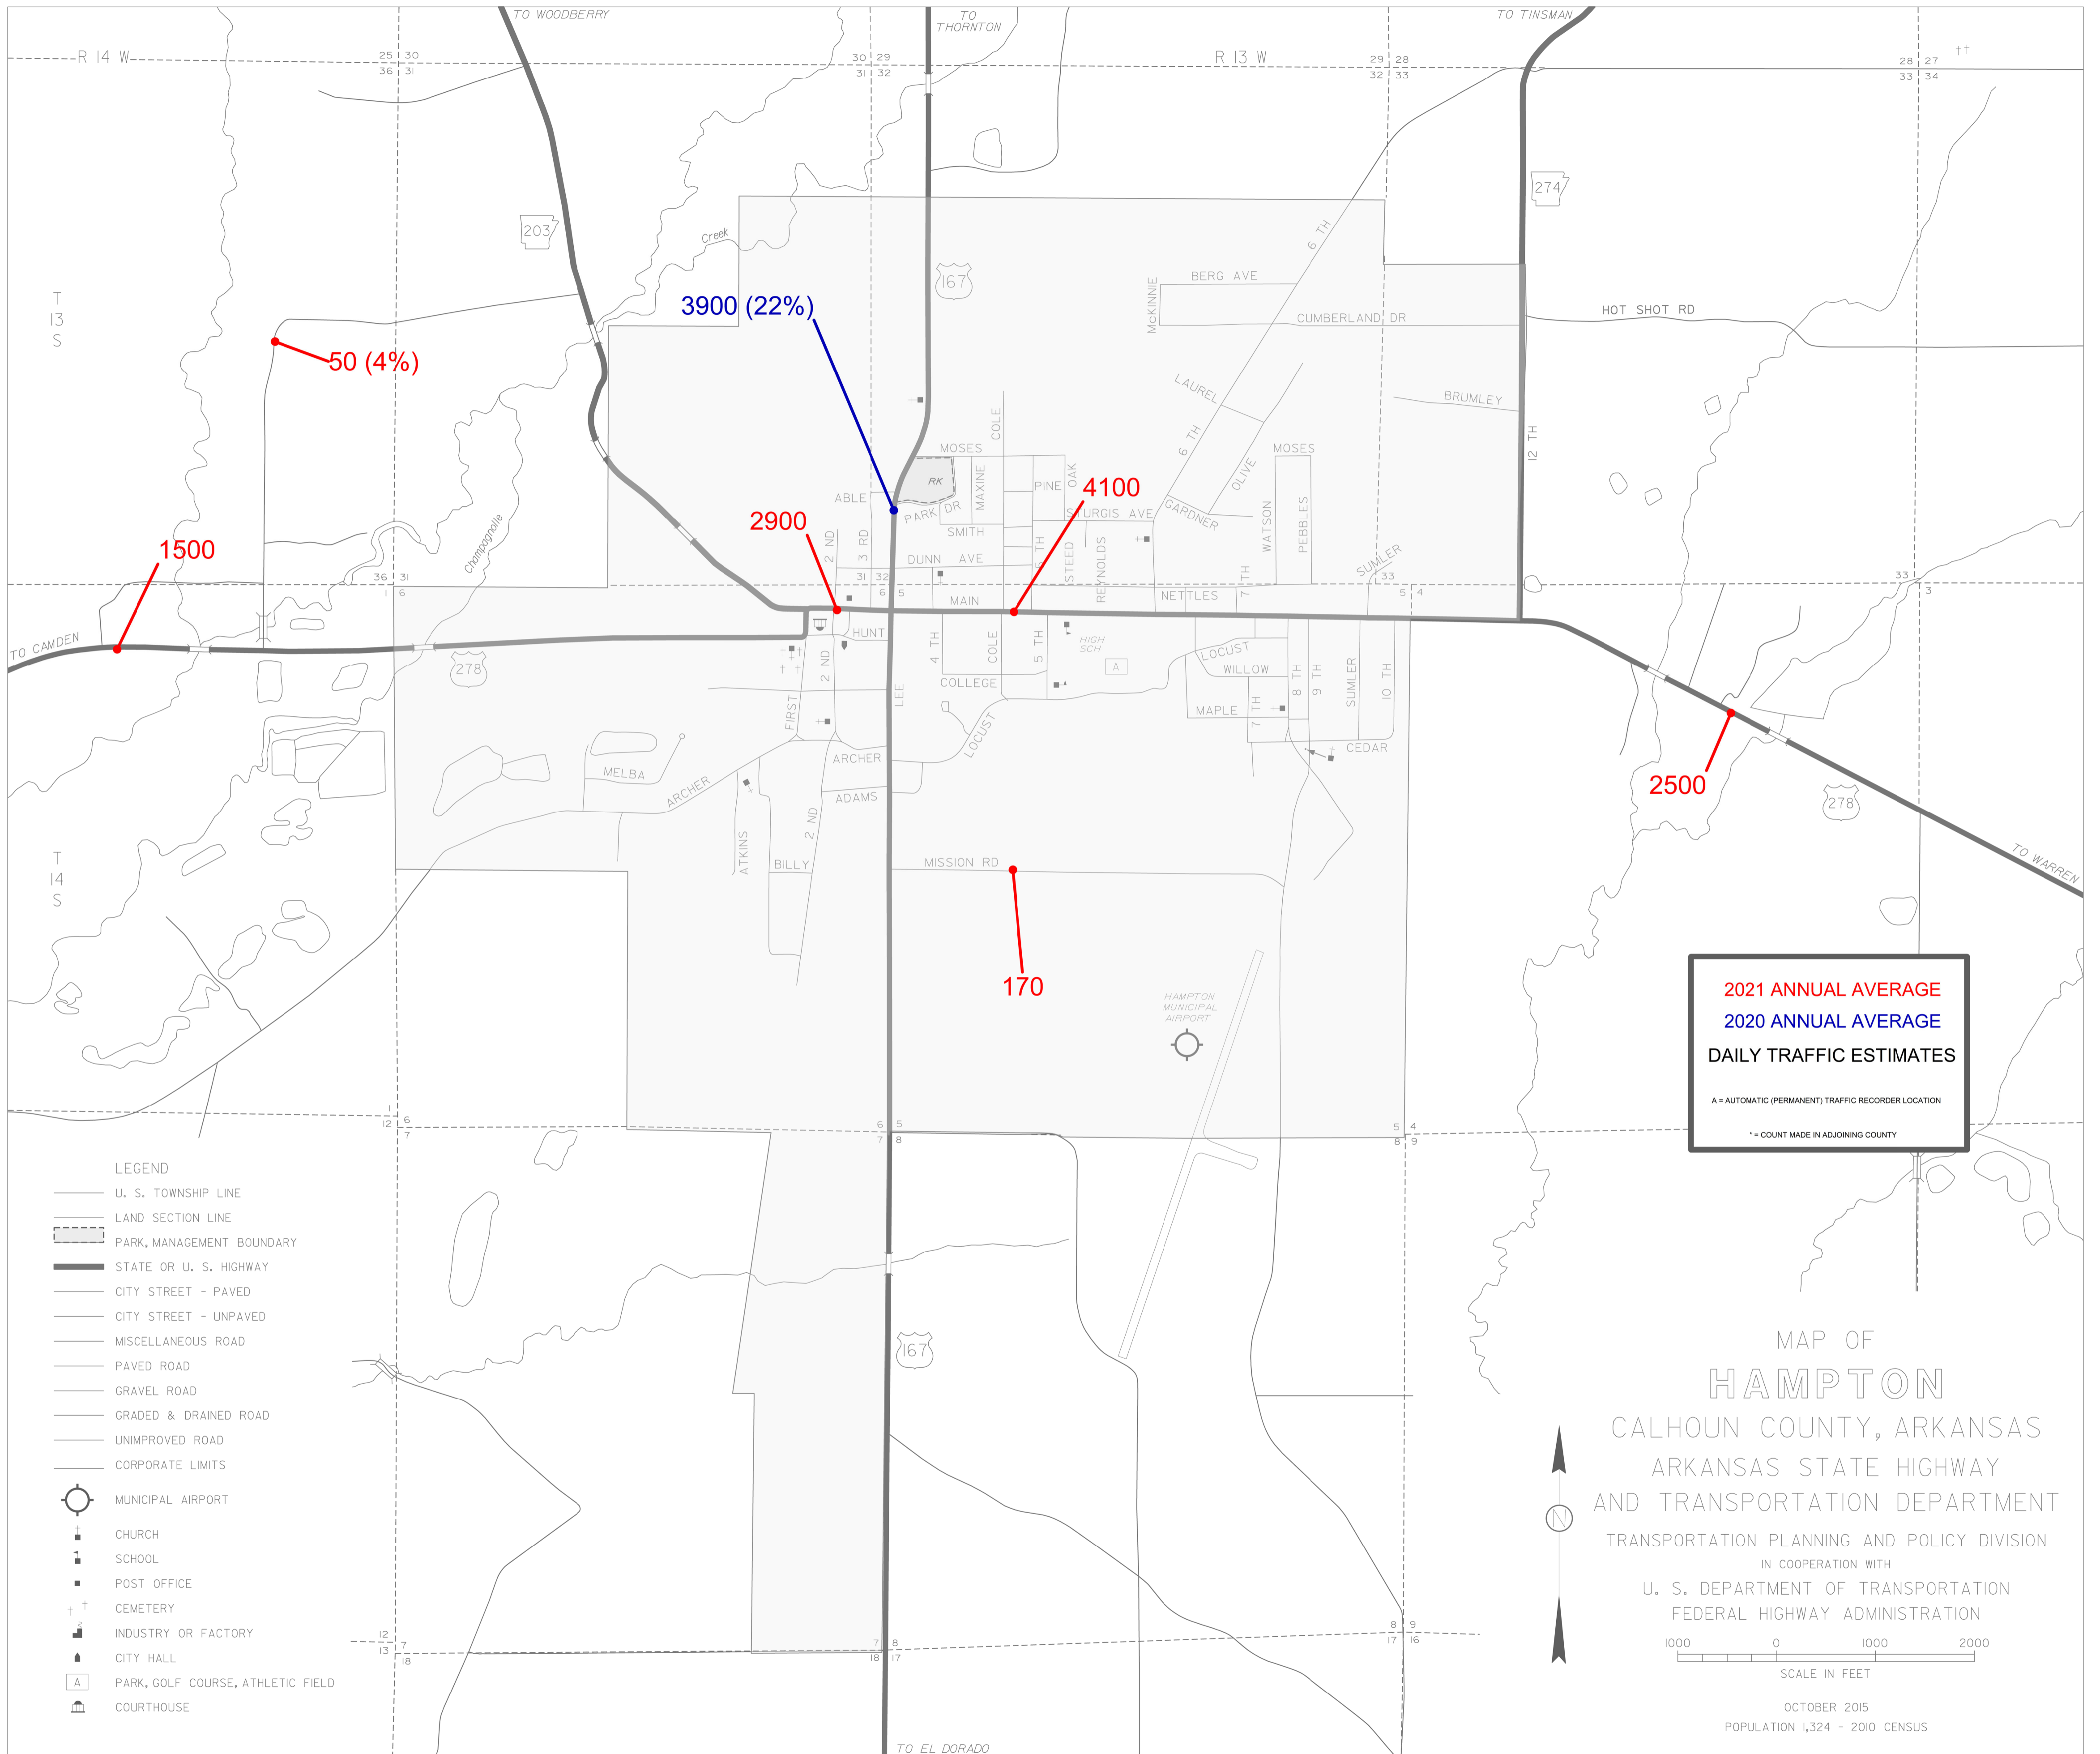 TO WOODBERRY
TO
THORNTON
TO TINSMAN
R 14 W
25 30
36 31
30 29
31 32
R 13 W
29 28
32 33
28 27
33 34
203
Creek
167
6 TH
274
T
13
S
50 (4%)
3900 (22%)
McKINNIE
BERG AVE
CUMBERLAND DR
HOT SHOT RD
LAUREL
BRUMLEY
COLE
MOSES
6 TH
MOSES
12 TH
RK
MAXINE
PINE
OAK
4100
OLIVE
ABLE
PARK DR
SMITH
STURGIS AVE
GARDNER
WATSON
PEBBLES
2900
2 ND
3 RD
DUNN AVE
5 TH
STEED
REYNOLDS
7 TH
SUMLER
Champagnolle
1500
36 31
1 6
31 32
6 5
MAIN
NETTLES
33
5 4
33
3
TO CAMDEN
278
HUNT
2 ND
4 TH
COLE
5 TH
HIGH
SCH
A
LOCUST
WILLOW
COLLEGE
FIRST
LEE
LOCUST
MAPLE
7 TH
8 TH
9 TH
SUMLER
10 TH
CEDAR
MELBA
ARCHER
ARCHER
ADAMS
2 ND
ATKINS
BILLY
MISSION RD
2500
278
TO WARREN
T
14
S
170
HAMPTON
MUNICIPAL
AIRPORT
2021 ANNUAL AVERAGE
2020 ANNUAL AVERAGE
DAILY TRAFFIC ESTIMATES
A = AUTOMATIC (PERMANENT) TRAFFIC RECORDER LOCATION
* = COUNT MADE IN ADJOINING COUNTY
1 6
12 7
6 5
7 8
5 4
8 9
LEGEND
U. S. TOWNSHIP LINE
LAND SECTION LINE
PARK, MANAGEMENT BOUNDARY
STATE OR U. S. HIGHWAY
CITY STREET - PAVED
CITY STREET - UNPAVED
MISCELLANEOUS ROAD
PAVED ROAD
GRAVEL ROAD
GRADED & DRAINED ROAD
UNIMPROVED ROAD
CORPORATE LIMITS
MUNICIPAL AIRPORT
CHURCH
SCHOOL
POST OFFICE
CEMETERY
INDUSTRY OR FACTORY
CITY HALL
A PARK, GOLF COURSE, ATHLETIC FIELD
COURTHOUSE
167
12 7
13 18
7 8
18 17
8 9
17 16
TO EL DORADO
MAP OF
HAMPTON
CALHOUN COUNTY, ARKANSAS
ARKANSAS STATE HIGHWAY
AND TRANSPORTATION DEPARTMENT
TRANSPORTATION PLANNING AND POLICY DIVISION
IN COOPERATION WITH
U. S. DEPARTMENT OF TRANSPORTATION
FEDERAL HIGHWAY ADMINISTRATION
N
1000 0 1000 2000
SCALE IN FEET
OCTOBER 2015
POPULATION 1,324 - 2010 CENSUS